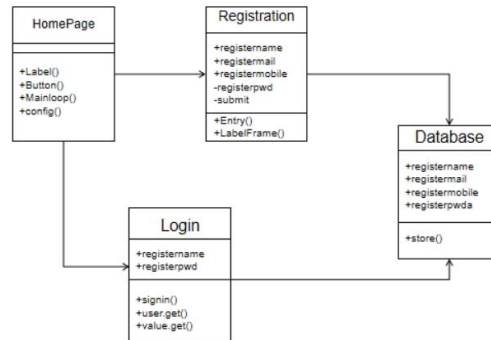 HomePage
+Label()
+Button()
+Mainloop()
+config()
Registration
+registername
+registermail
+registermobile
-registerpwd
-submit
+Entry()
+LabelFrame()
Database
+registername
+registermail
+registermobile
+registerpwda
+store()
Login
+registername
+registerpwd
+signin()
+user.get()
+value.get()